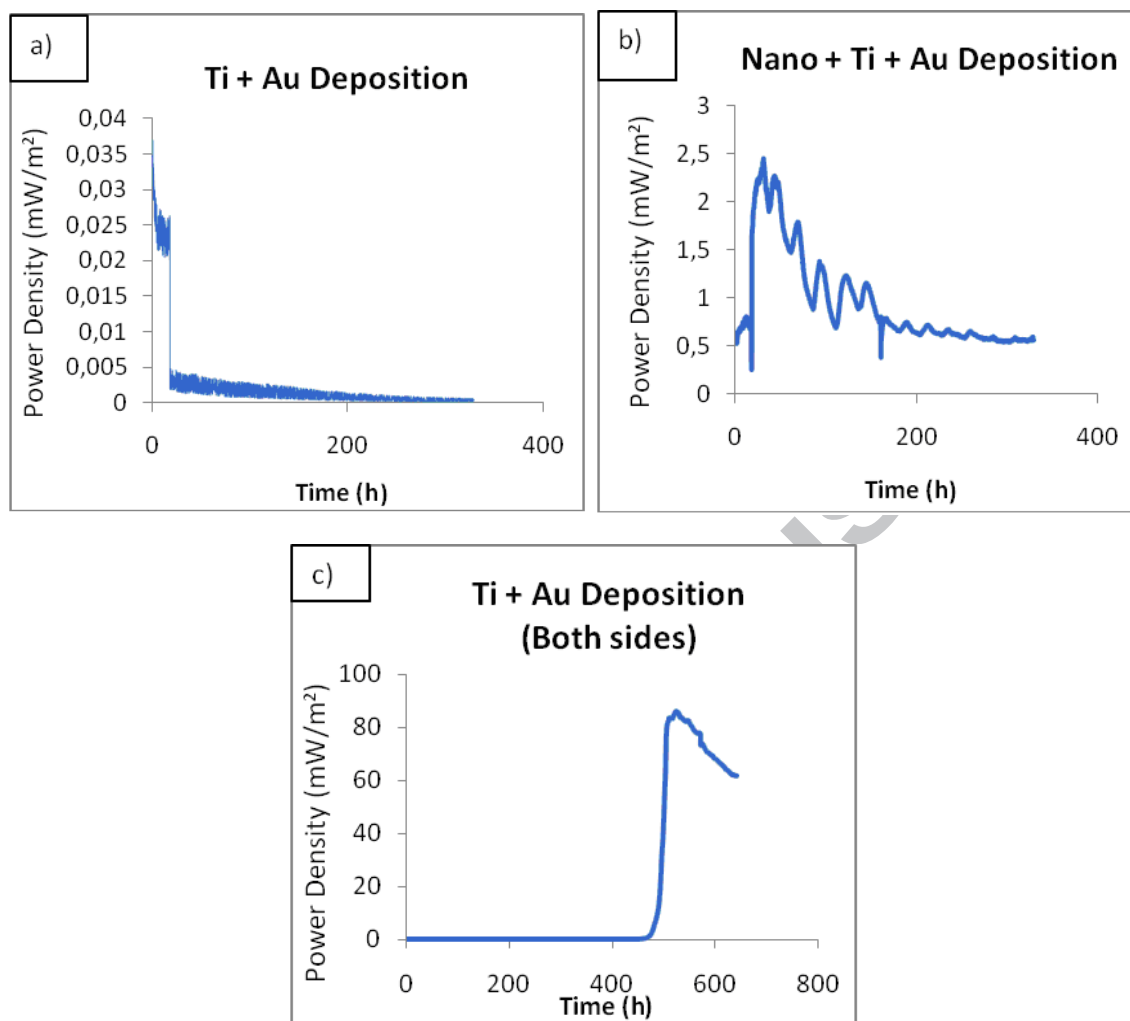 a)
Ti + Au Deposition
Power Density (mW/m²)
0,04
0,035
0,03
0,025
0,02
0,015
0,01
0,005
0
0 200 400
Time (h)
b)
Nano + Ti + Au Deposition
Power Density (mW/m²)
3
2,5
2
1,5
1
0,5
0
0 200 400
Time (h)
c)
Ti + Au Deposition
(Both sides)
Power Density (mW/m²)
100
80
60
40
20
0
0 200 400 600 800
Time (h)